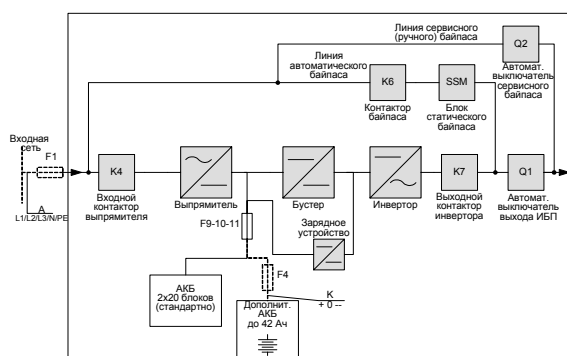 Линия сервисного
(ручного) байпаса
Q2
Линия
автоматического
байпаса
Автомат.
выключатель
сервисного
байпаса
K6
SSM
Контактор
байпаса
Блок
статического
байпаса
Входная
сеть
F1
K4
K7
Q1
A
L1/L2/L3/N/PE
Входной
контактор
выпрямителя
Выпрямитель
Бустер
Инвертор
Выходной
контактор
инвертора
Автомат.
выключатель
выхода ИБП
F9-10-11
Зарядное
устройство
F4
АКБ
2x20 блоков
(стандартно)
K
+ 0 --
Дополнит.
АКБ
до 42 Ач